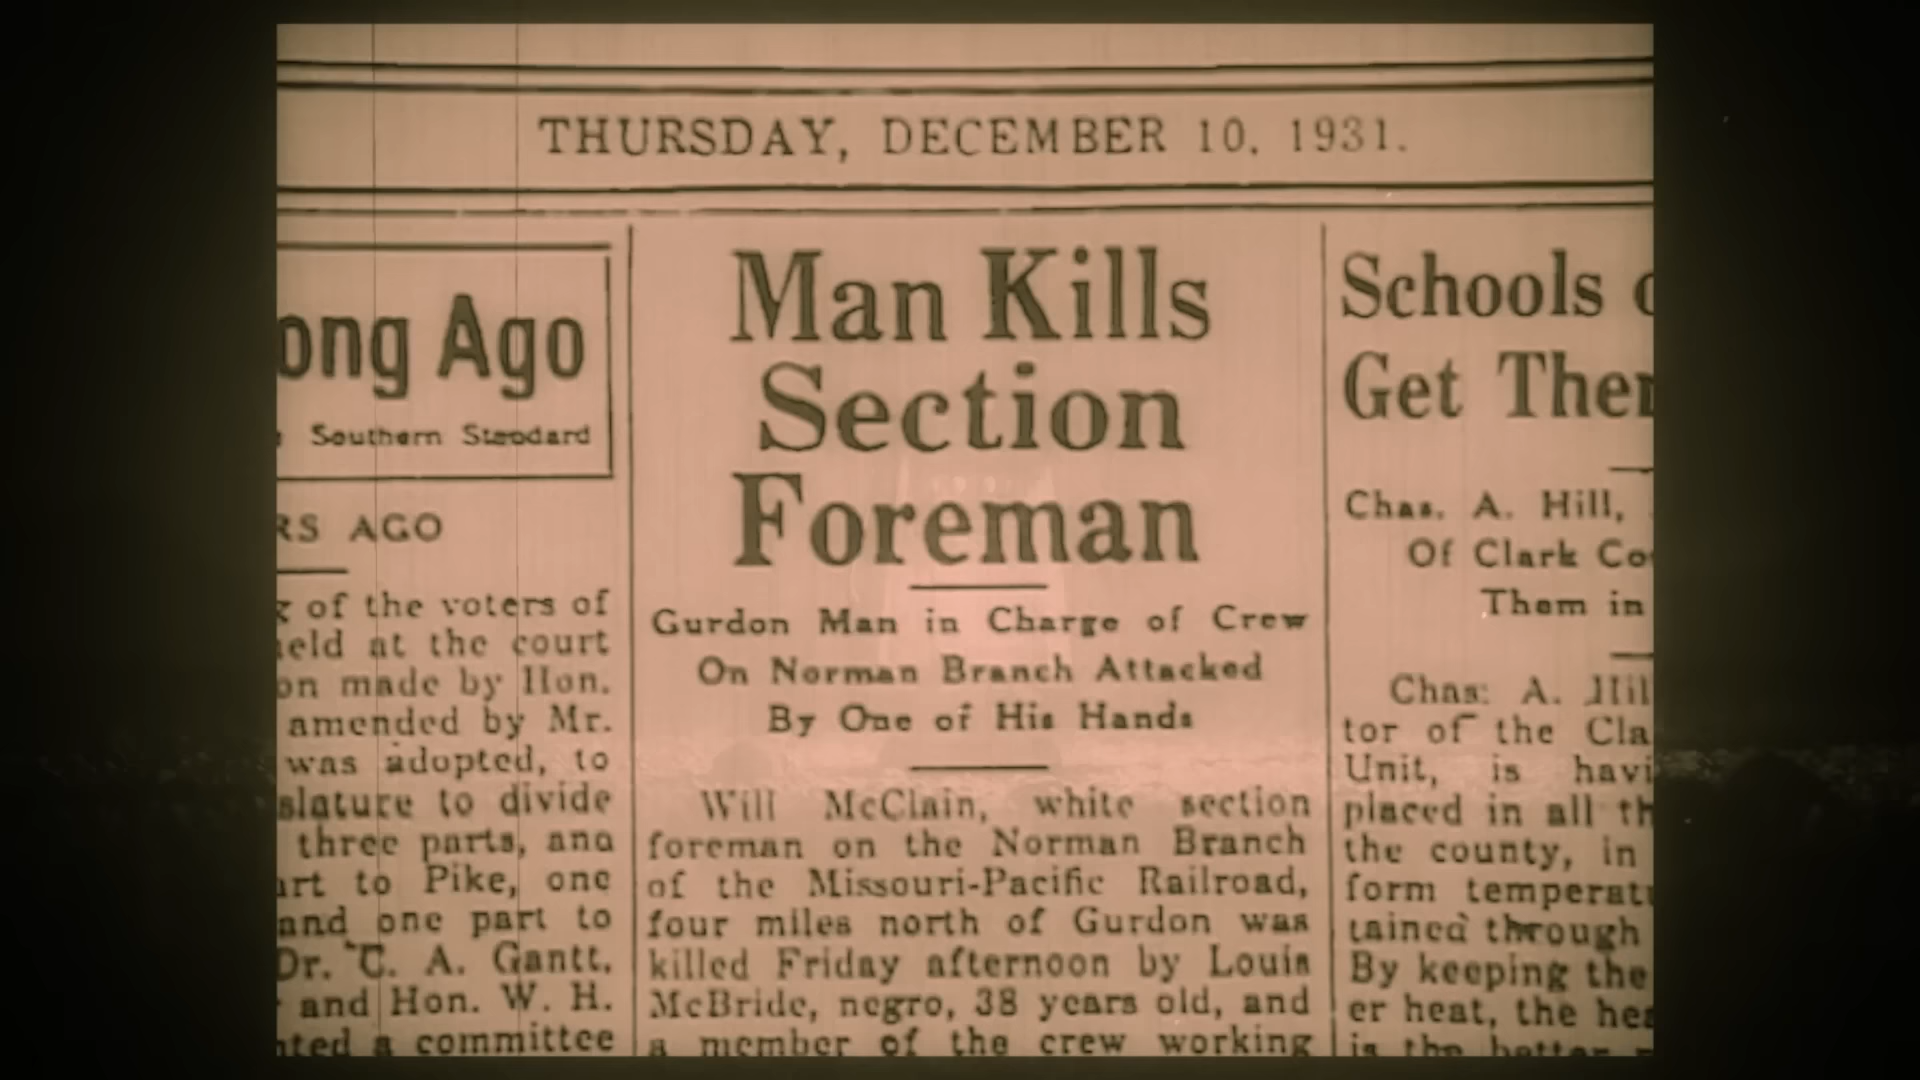 THURSDAY, DECEMBER 10, 1931.
ong Ago
Southern Standard
RS AGO
of the voters of
eld at the court
on made by Hon.
amended by Mr.
was adopted, to
slature to divide
three parts, and
art to Pike, one
and one part to
Dr. C. A. Gantt,
and Hon. W. H.
nted a committee
Man Kills
Section
Foreman
Gurdon Man in Charge of Crew
On Norman Branch Attacked
By One of His Hands
Will McClain, white section
foreman on the Norman Branch
of the Missouri-Pacific Railroad,
four miles north of Gurdon was
killed Friday afternoon by Louis
McBride, negro, 38 years old, and
a member of the crew working
Schools
Get Ther
Chas. A. Hill,
Of Clark Co
Them in
Chas. A. Hil
tor of the Cla
Unit, is havi
placed in all th
the county, in
form temperat
tained through
By keeping the
er heat, the hea
is the better